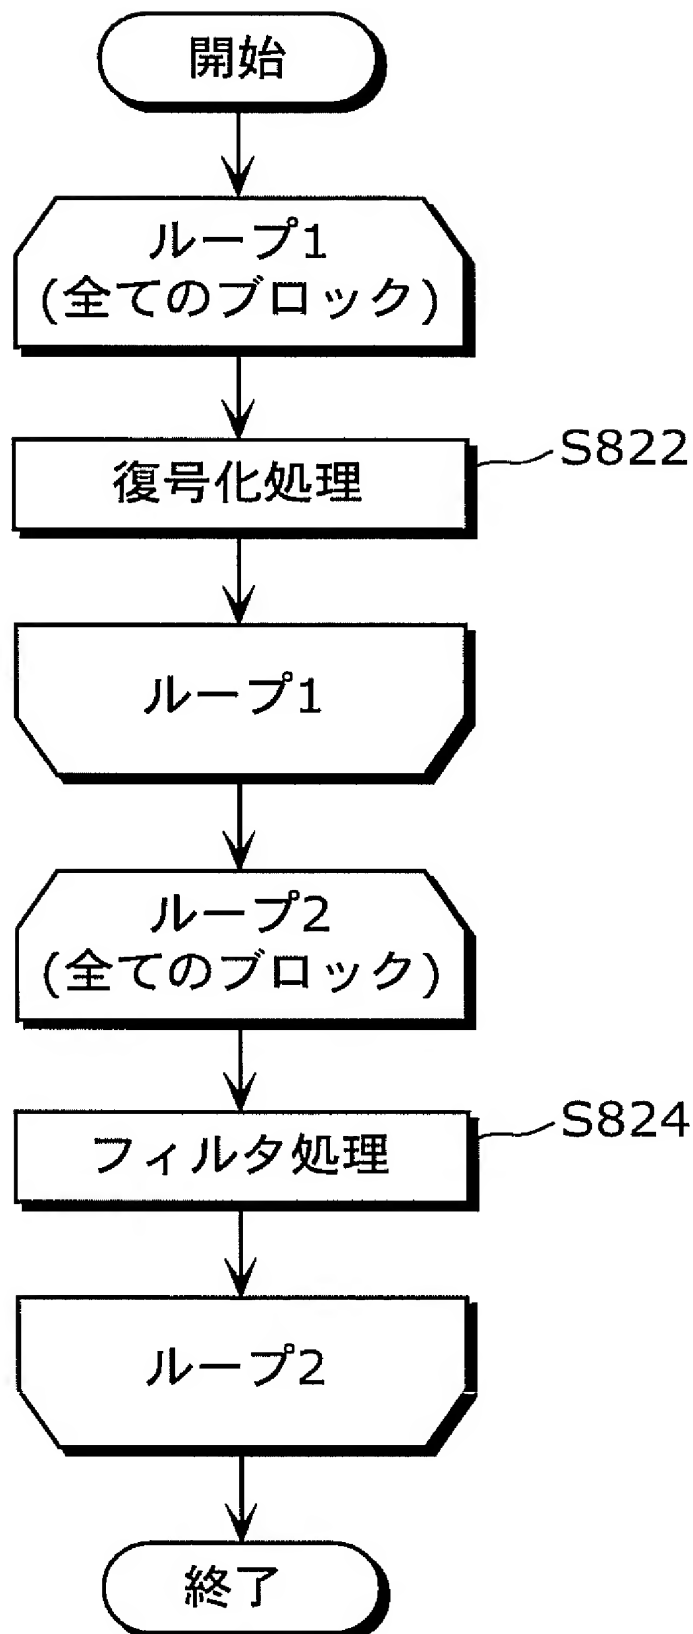 開始
ループ1
(全てのブロック)
復号化処理
S822
ループ1
ループ2
(全てのブロック)
フィルタ処理
S824
ループ2
終了